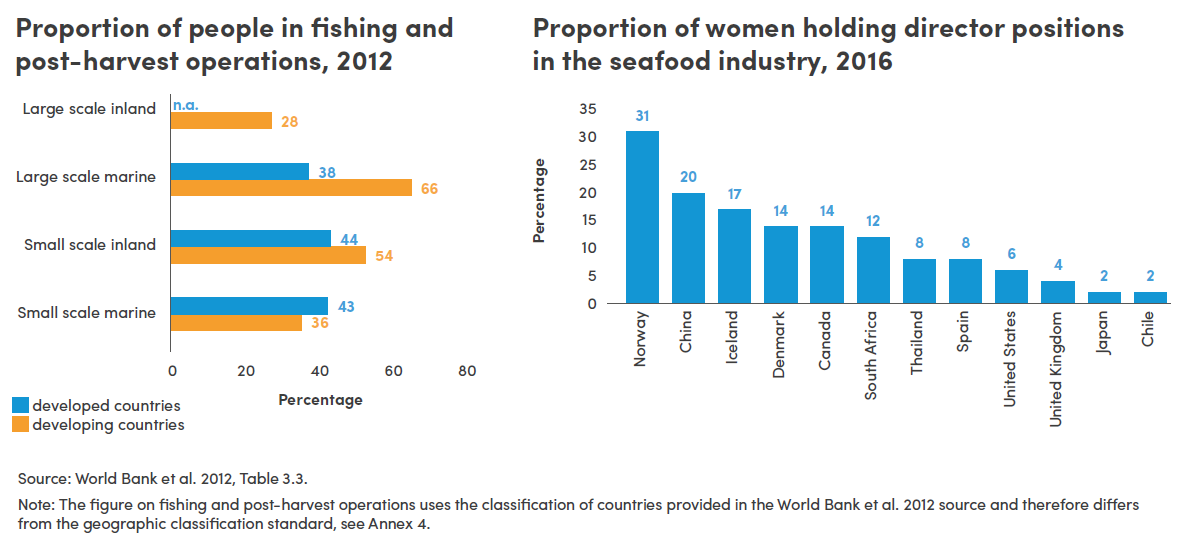 Proportion of people in fishing and
post-harvest operations, 2012
Large scale inland
n.a.
28
Large scale marine
38
66
Small scale inland
44
54
Small scale marine
43
36
0 20 40 60 80
Percentage
developed countries
developing countries
Proportion of women holding director positions
in the seafood industry, 2016
Percentage
35
30
25
20
15
10
5
0
31 20 17 14 14 12 8 8 6 4 2 2
Norway
China
Iceland
Denmark
Canada
South Africa
Thailand
Spain
United States
United Kingdom
Japan
Chile
Source: World Bank et al. 2012, Table 3.3.
Note: The figure on fishing and post-harvest operations uses the classification of countries provided in the World Bank et al. 2012 source and therefore differs
from the geographic classification standard, see Annex 4.